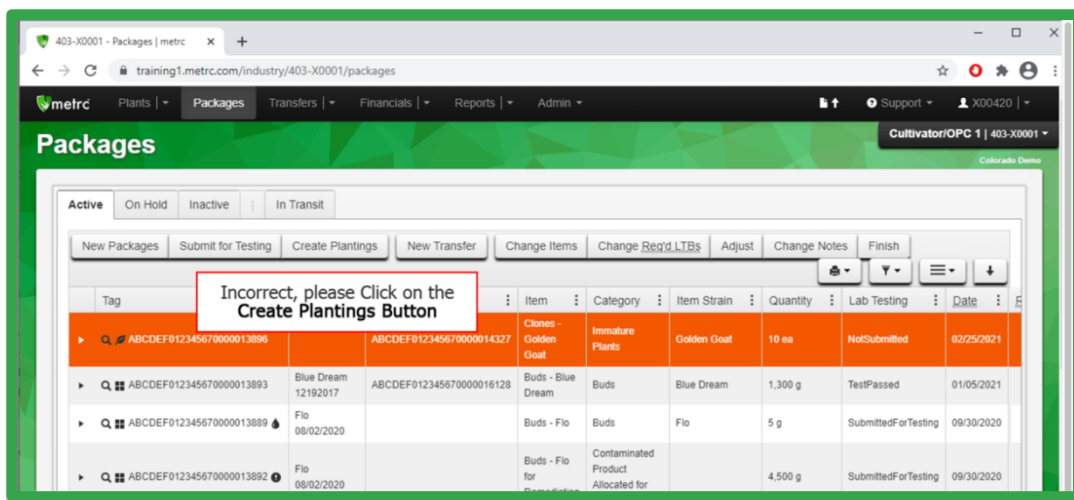 403-X0001 - Packages | metrc
training1.metrc.com/industry/403-X0001/packages
metrc Plants Packages Transfers Financials Reports Admin Support X00420
Cultivator/OPC 1 | 403-X0001
Packages
Colorado Demo
Active On Hold Inactive In Transit
New Packages Submit for Testing Create Plantings New Transfer Change Items Change Req'd LTBs Adjust Change Notes Finish
Incorrect, please Click on the
Create Plantings Button
Tag Item Category Item Strain Quantity Lab Testing Date
ABCDEF012345670000013896 ABCDEF012345670000014327 Clones - Golden Goat Immature Plants Golden Goat 10 ea NotSubmitted 02/25/2021
ABCDEF012345670000013893 Blue Dream 12192017 ABCDEF012345670000016128 Buds - Blue Dream Buds Blue Dream 1,300 g TestPassed 01/05/2021
ABCDEF012345670000013889 Flo 08/02/2020 Buds - Flo Buds Flo 5 g SubmittedForTesting 09/30/2020
ABCDEF012345670000013892 Flo 08/02/2020 Buds - Flo for Remediation Contaminated Product Allocated for 4,500 g SubmittedForTesting 09/30/2020